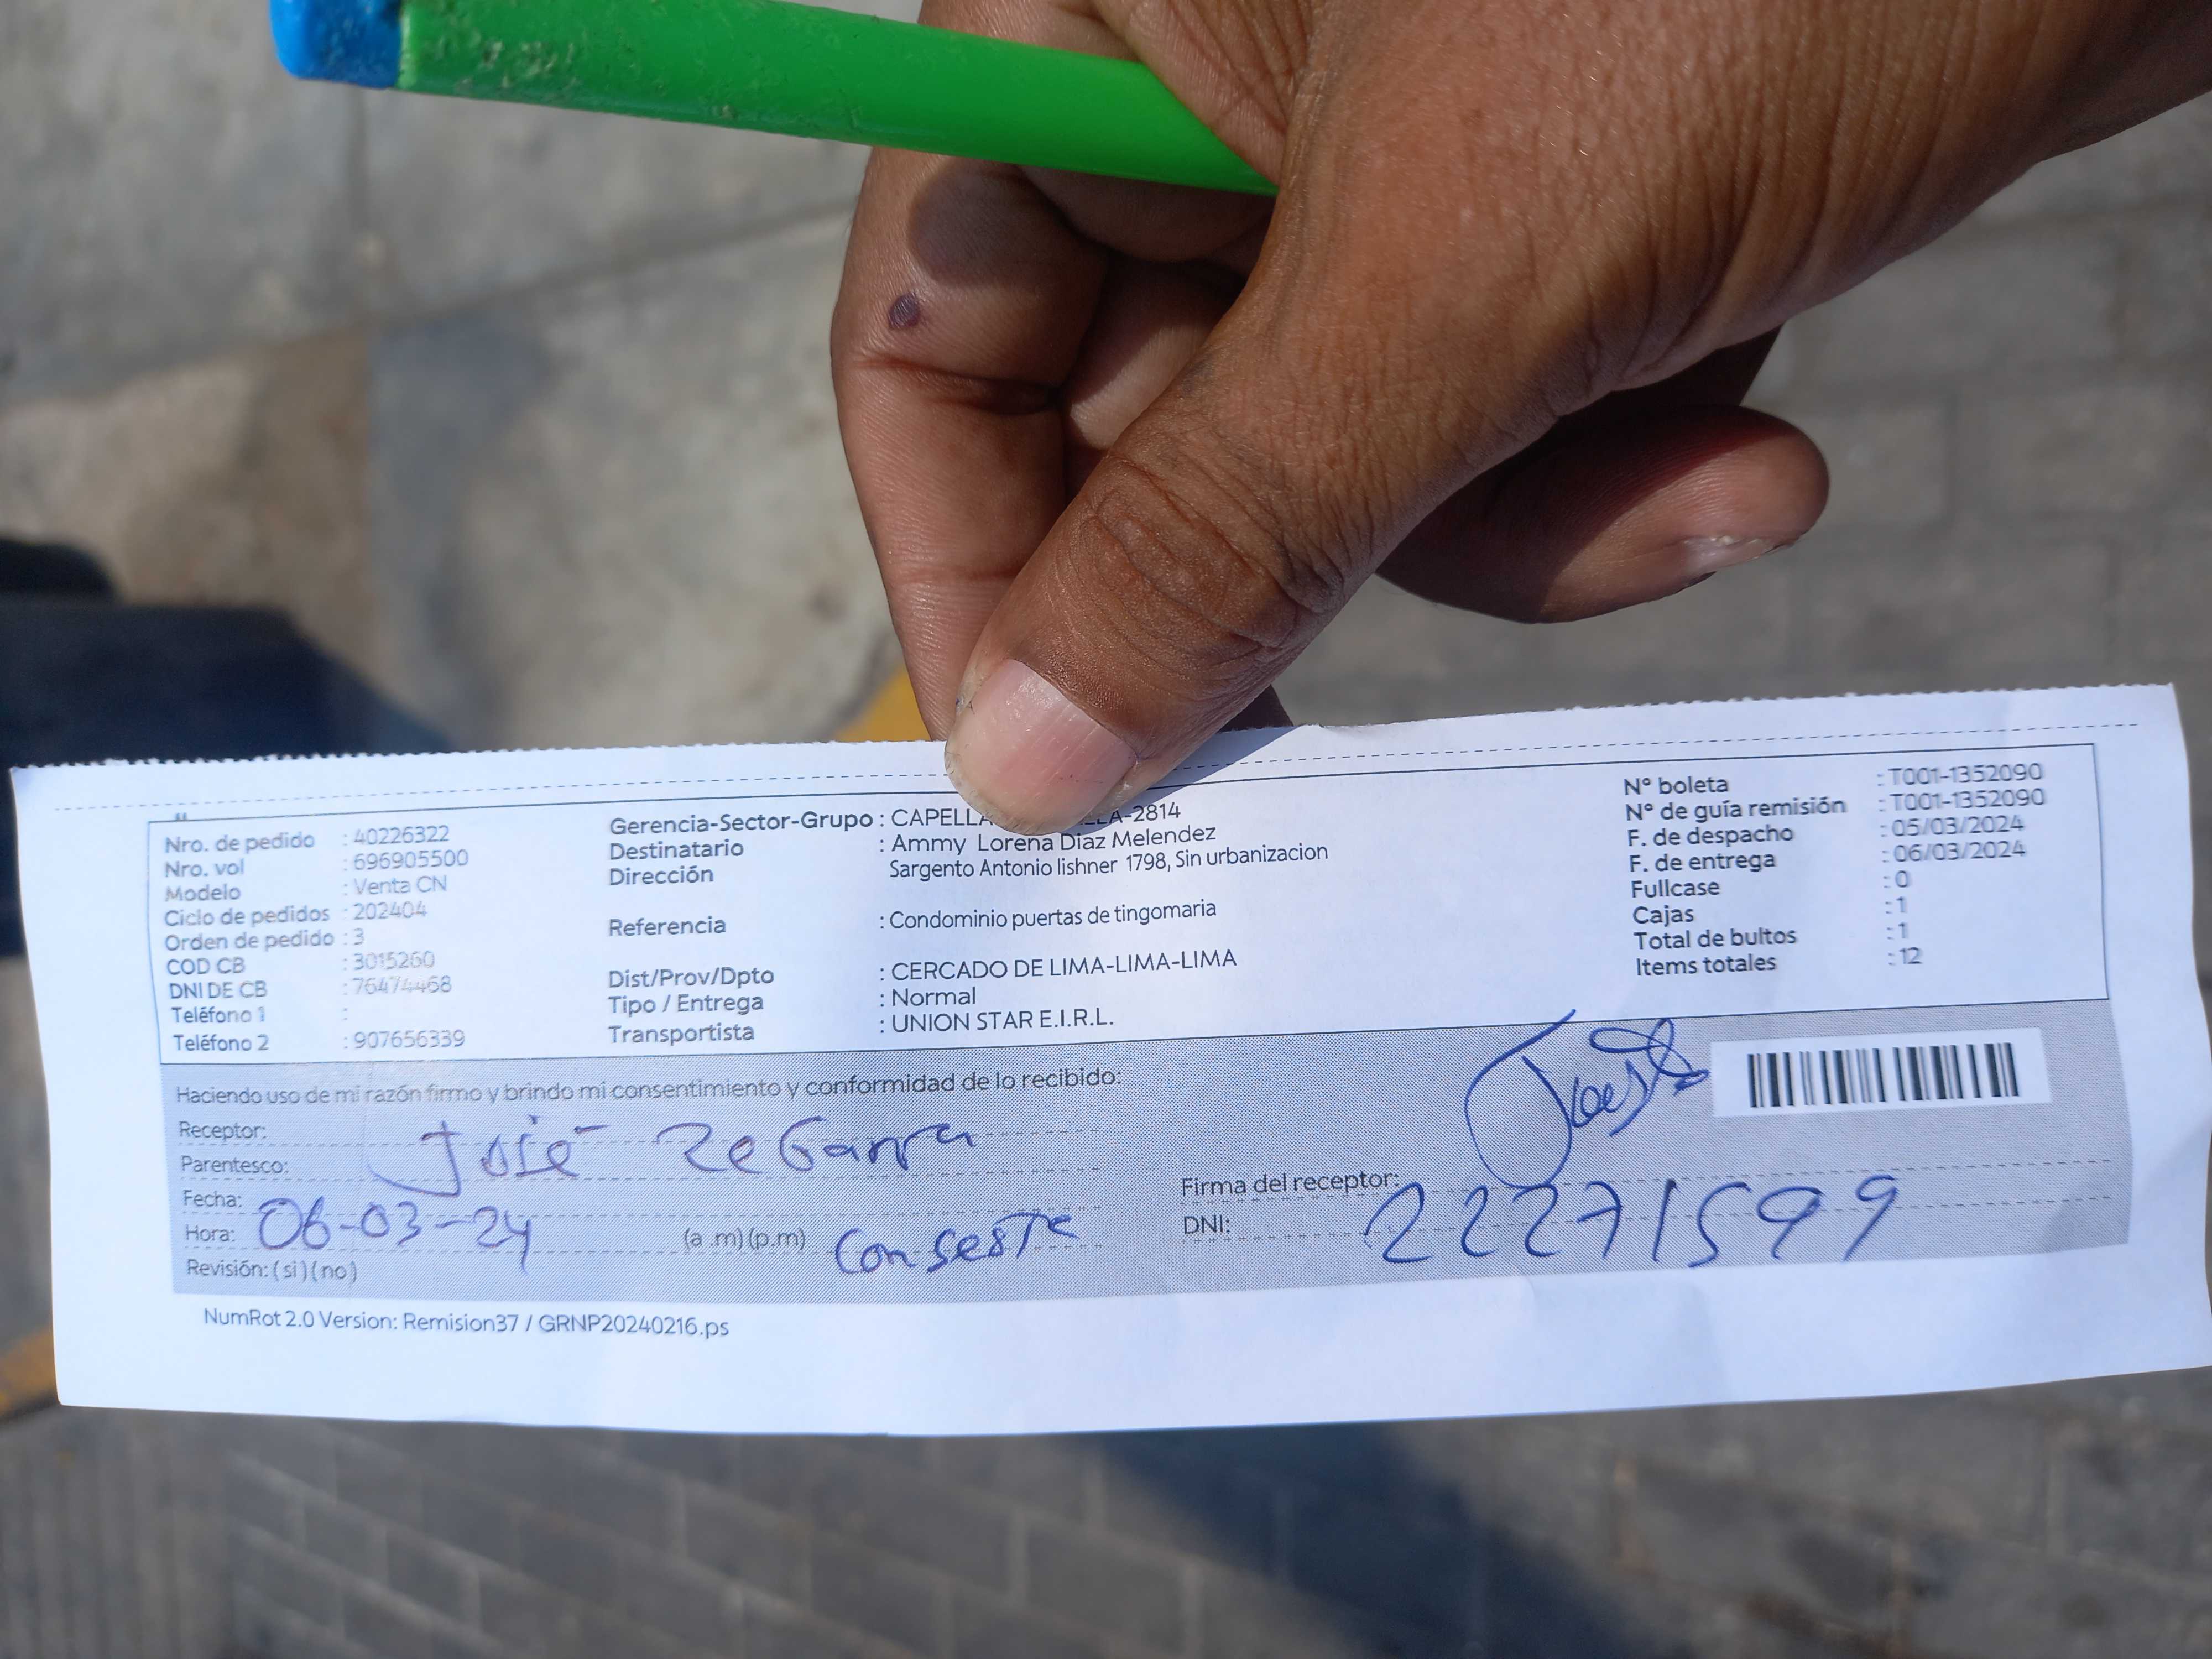 Nro. de pedido : 40226322
Nro. vol : 696905500
Modelo : Venta CN
Ciclo de pedidos : 202404
Orden de pedido : 3
COD CB : 3015260
DNI DE CB : 76474468
Teléfono 1 :
Teléfono 2 : 907656339
Gerencia-Sector-Grupo : CAPELLA -2814
Destinatario : Ammy Lorena Diaz Melendez
Dirección Sargento Antonio lishner 1798, Sin urbanizacion
Referencia : Condominio puertas de tingomaria
Dist/Prov/Dpto : CERCADO DE LIMA-LIMA-LIMA
Tipo / Entrega : Normal
Transportista : UNION STAR E.I.R.L.
N° boleta : T001-1352090
N° de guía remisión : T001-1352090
F. de despacho : 05/03/2024
F. de entrega : 06/03/2024
Fullcase : 0
Cajas : 1
Total de bultos : 1
Items totales : 12
Haciendo uso de mi razón firmo y brindo mi consentimiento y conformidad de lo recibido:
Receptor: José Zegarra
Parentesco:
Fecha: 06-03-24
Hora: (a .m) (p.m) Conserje
Revisión: (si) (no)
Firma del receptor:
DNI: 22271599
NumRot 2.0 Version: Remision37 / GRNP20240216.ps